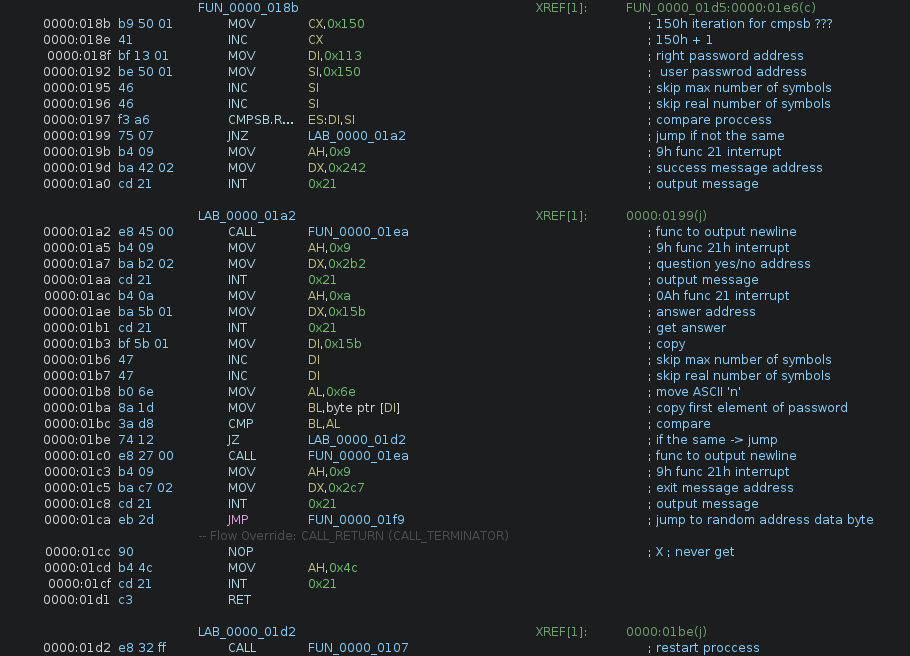 FUN_0000_018b XREF[1]: FUN_0000_01d5:0000:01e6(c)
0000:018b b9 50 01 MOV CX,0x150 ; 150h iteration for cmpsb ???
0000:018e 41 INC CX ; 150h + 1
0000:018f bf 13 01 MOV DI,0x113 ; right password address
0000:0192 be 50 01 MOV SI,0x150 ; user passwrod address
0000:0195 46 INC SI ; skip max number of symbols
0000:0196 46 INC SI ; skip real number of symbols
0000:0197 f3 a6 CMPSB.R... ES:DI,SI ; compare proccess
0000:0199 75 07 JNZ LAB_0000_01a2 ; jump if not the same
0000:019b b4 09 MOV AH,0x9 ; 9h func 21 interrupt
0000:019d ba 42 02 MOV DX,0x242 ; success message address
0000:01a0 cd 21 INT 0x21 ; output message
LAB_0000_01a2 XREF[1]: 0000:0199(j)
0000:01a2 e8 45 00 CALL FUN_0000_01ea ; func to output newline
0000:01a5 b4 09 MOV AH,0x9 ; 9h func 21h interrupt
0000:01a7 ba b2 02 MOV DX,0x2b2 ; question yes/no address
0000:01aa cd 21 INT 0x21 ; output message
0000:01ac b4 0a MOV AH,0xa ; 0Ah func 21 interrupt
0000:01ae ba 5b 01 MOV DX,0x15b ; answer address
0000:01b1 cd 21 INT 0x21 ; get answer
0000:01b3 bf 5b 01 MOV DI,0x15b ; copy
0000:01b6 47 INC DI ; skip max number of symbols
0000:01b7 47 INC DI ; skip real number of symbols
0000:01b8 b0 6e MOV AL,0x6e ; move ASCII 'n'
0000:01ba 8a 1d MOV BL,byte ptr [DI] ; copy first element of password
0000:01bc 3a d8 CMP BL,AL ; compare
0000:01be 74 12 JZ LAB_0000_01d2 ; if the same -> jump
0000:01c0 e8 27 00 CALL FUN_0000_01ea ; func to output newline
0000:01c3 b4 09 MOV AH,0x9 ; 9h func 21h interrupt
0000:01c5 ba c7 02 MOV DX,0x2c7 ; exit message address
0000:01c8 cd 21 INT 0x21 ; output message
0000:01ca eb 2d JMP FUN_0000_01f9 ; jump to random address data byte
-- Flow Override: CALL_RETURN (CALL_TERMINATOR)
0000:01cc 90 NOP ; X ; never get
0000:01cd b4 4c MOV AH,0x4c
0000:01cf cd 21 INT 0x21
0000:01d1 c3 RET
LAB_0000_01d2 XREF[1]: 0000:01be(j)
0000:01d2 e8 32 ff CALL FUN_0000_0107 ; restart proccess